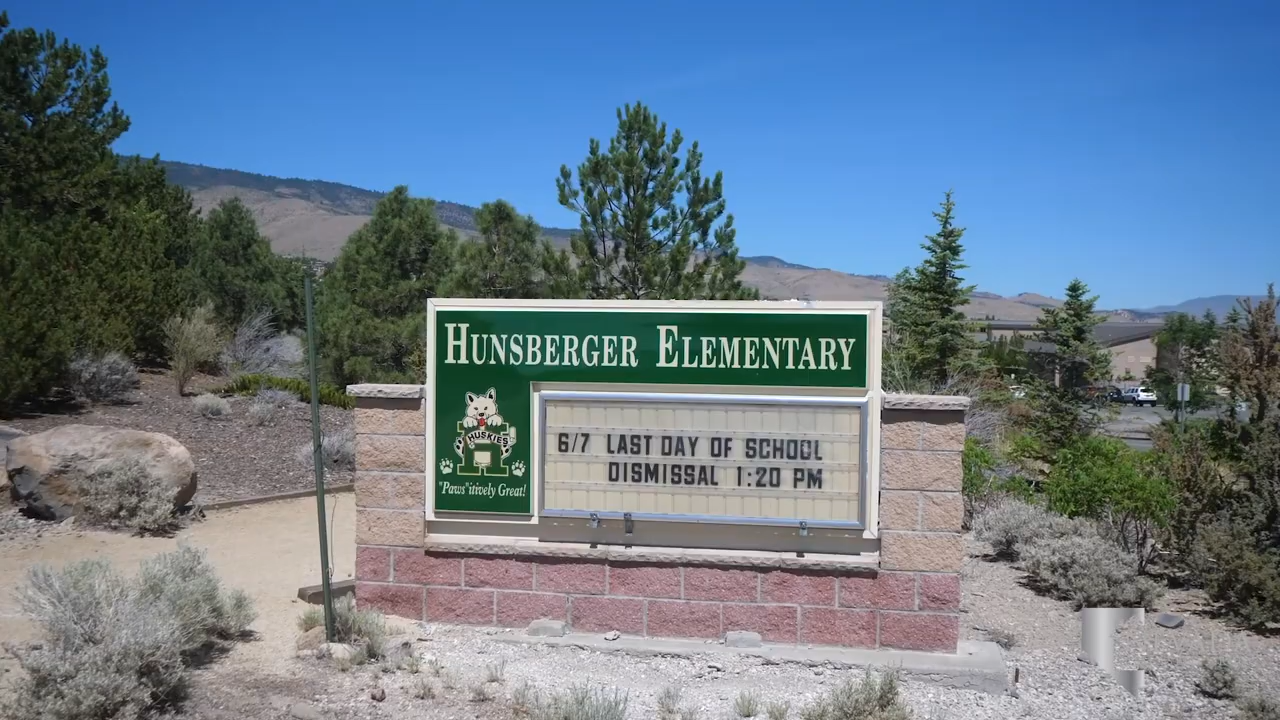 HUNSBERGER ELEMENTARY
HUSKIES
H
"Paws"itively Great!
6/7 LAST DAY OF SCHOOL
DISMISSAL 1:20 PM